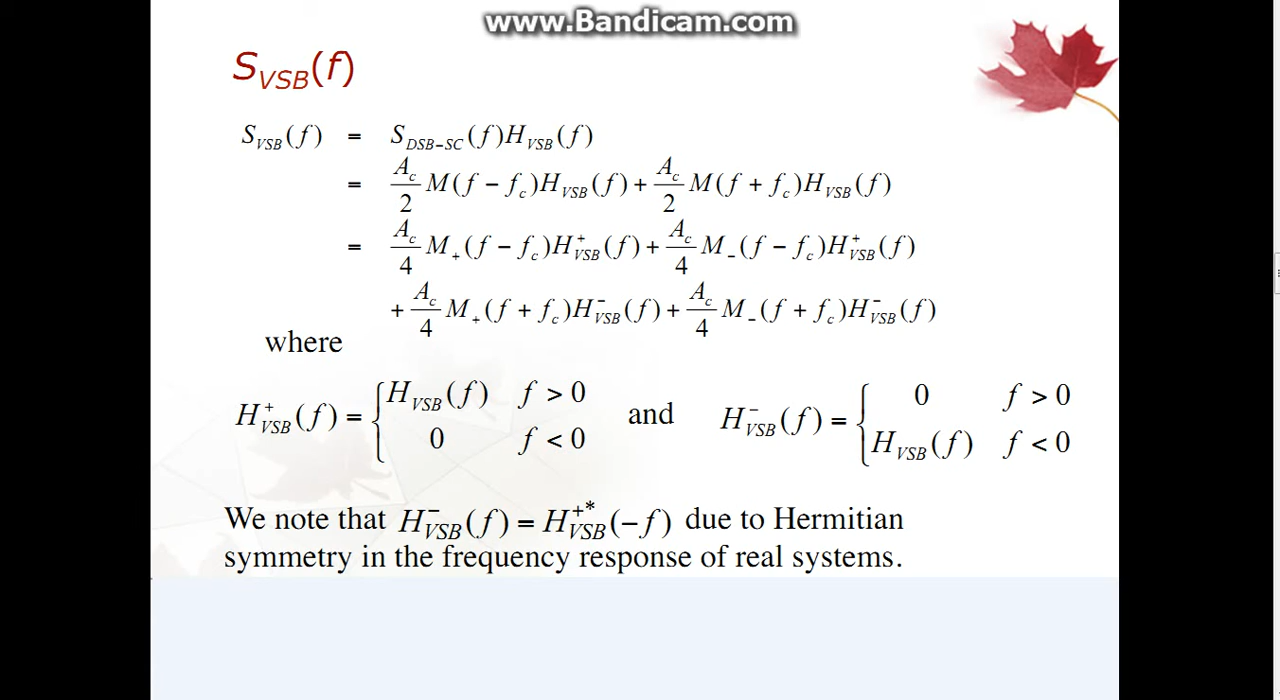 www.Bandicam.com
S_VSB(f)
S_VSB(f) = S_DSB−SC(f)H_VSB(f)
= A_c/2 M(f − f_c)H_VSB(f) + A_c/2 M(f + f_c)H_VSB(f)
= A_c/4 M_+(f − f_c)H^+_VSB(f) + A_c/4 M_−(f − f_c)H^+_VSB(f)
+ A_c/4 M_+(f + f_c)H^−_VSB(f) + A_c/4 M_−(f + f_c)H^−_VSB(f)
where
H^+_VSB(f) = { H_VSB(f) f > 0 and H^−_VSB(f) = { 0 f > 0
0 f < 0 H_VSB(f) f < 0
We note that H^−_VSB(f) = H^+*_VSB(−f) due to Hermitian
symmetry in the frequency response of real systems.